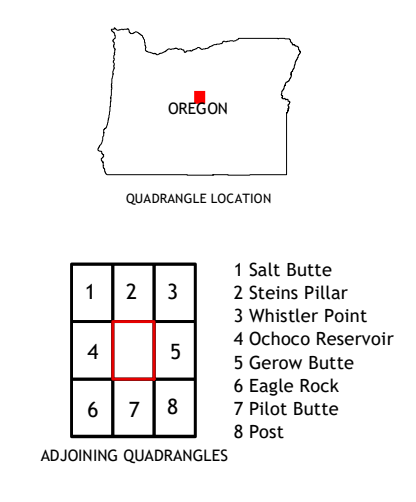 OREGON
QUADRANGLE LOCATION
1 2 3
4 5
6 7 8
1 Salt Butte
2 Steins Pillar
3 Whistler Point
4 Ochoco Reservoir
5 Gerow Butte
6 Eagle Rock
7 Pilot Butte
8 Post
ADJOINING QUADRANGLES